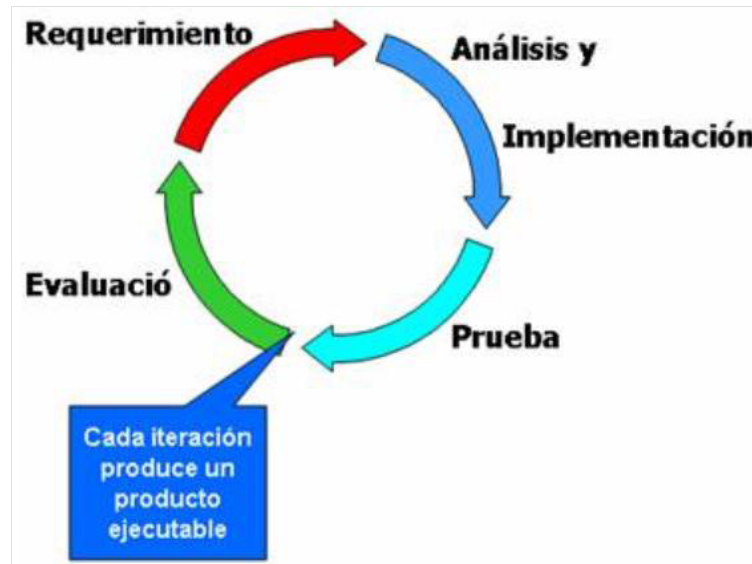 Requerimiento
Análisis y
Implementación
Prueba
Evaluació
Cada iteración
produce un
producto
ejecutable